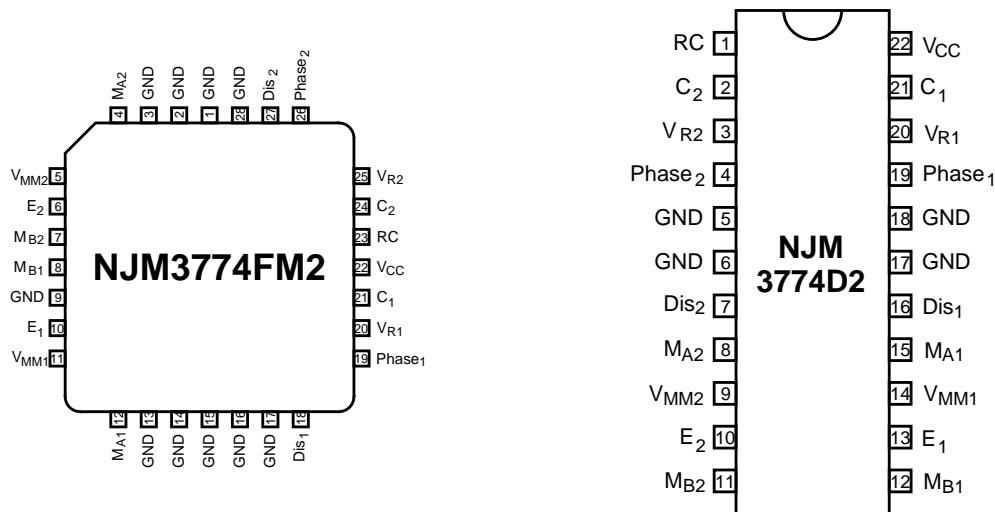 MA2 GND GND GND GND Dis2 Phase2
4 3 2 1 28 27 26
VMM2 5
E2 6
MB2 7
MB1 8
GND 9
E1 10
VMM1 11
NJM3774FM2
25 VR2
24 C2
23 RC
22 VCC
21 C1
20 VR1
19 Phase1
12 13 14 15 16 17 18
MA1 GND GND GND GND GND Dis1
RC 1
C2 2
VR2 3
Phase2 4
GND 5
GND 6
Dis2 7
MA2 8
VMM2 9
E2 10
MB2 11
NJM
3774D2
22 VCC
21 C1
20 VR1
19 Phase1
18 GND
17 GND
16 Dis1
15 MA1
14 VMM1
13 E1
12 MB1